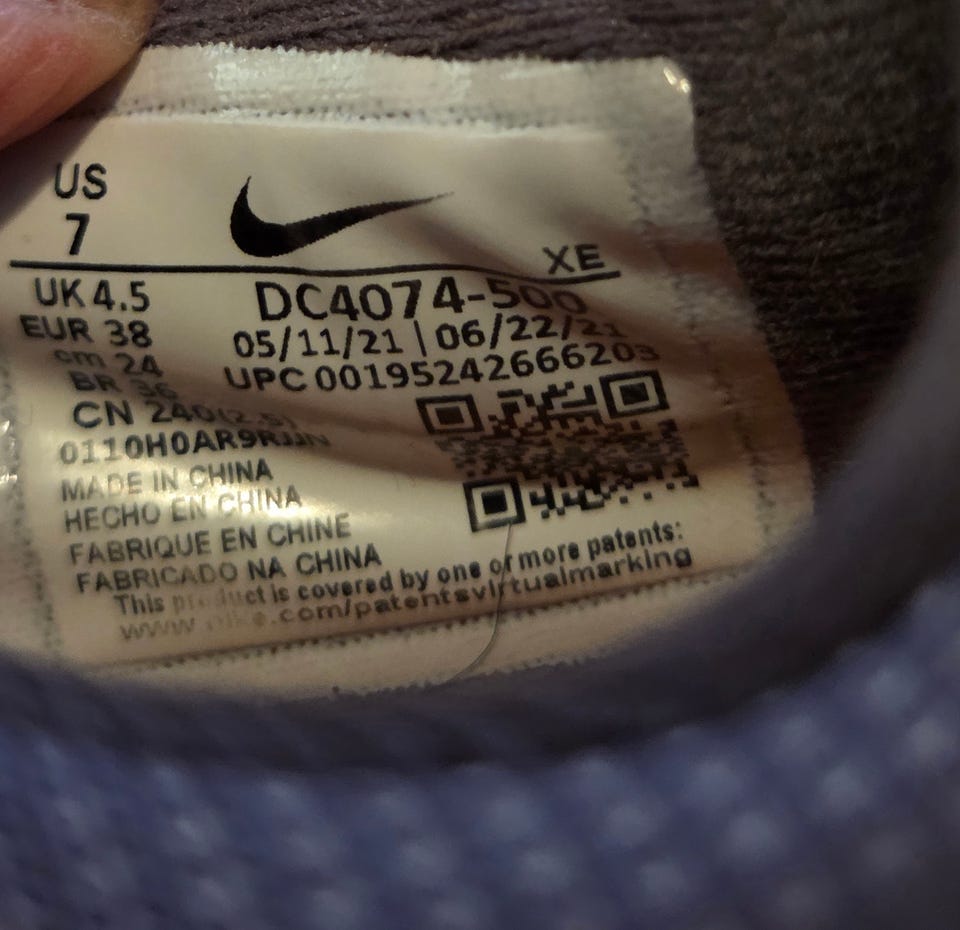 US
7
XE
UK 4.5
DC4074-500
EUR 38
05/11/21 | 06/22/21
cm 24
UPC 00195242666203
BR 36
CN 240(2.5)
0110H0AR9RJJN
MADE IN CHINA
HECHO EN CHINA
FABRIQUE EN CHINE
FABRICADO NA CHINA
This product is covered by one or more patents:
www.nike.com/patentsvirtualmarking